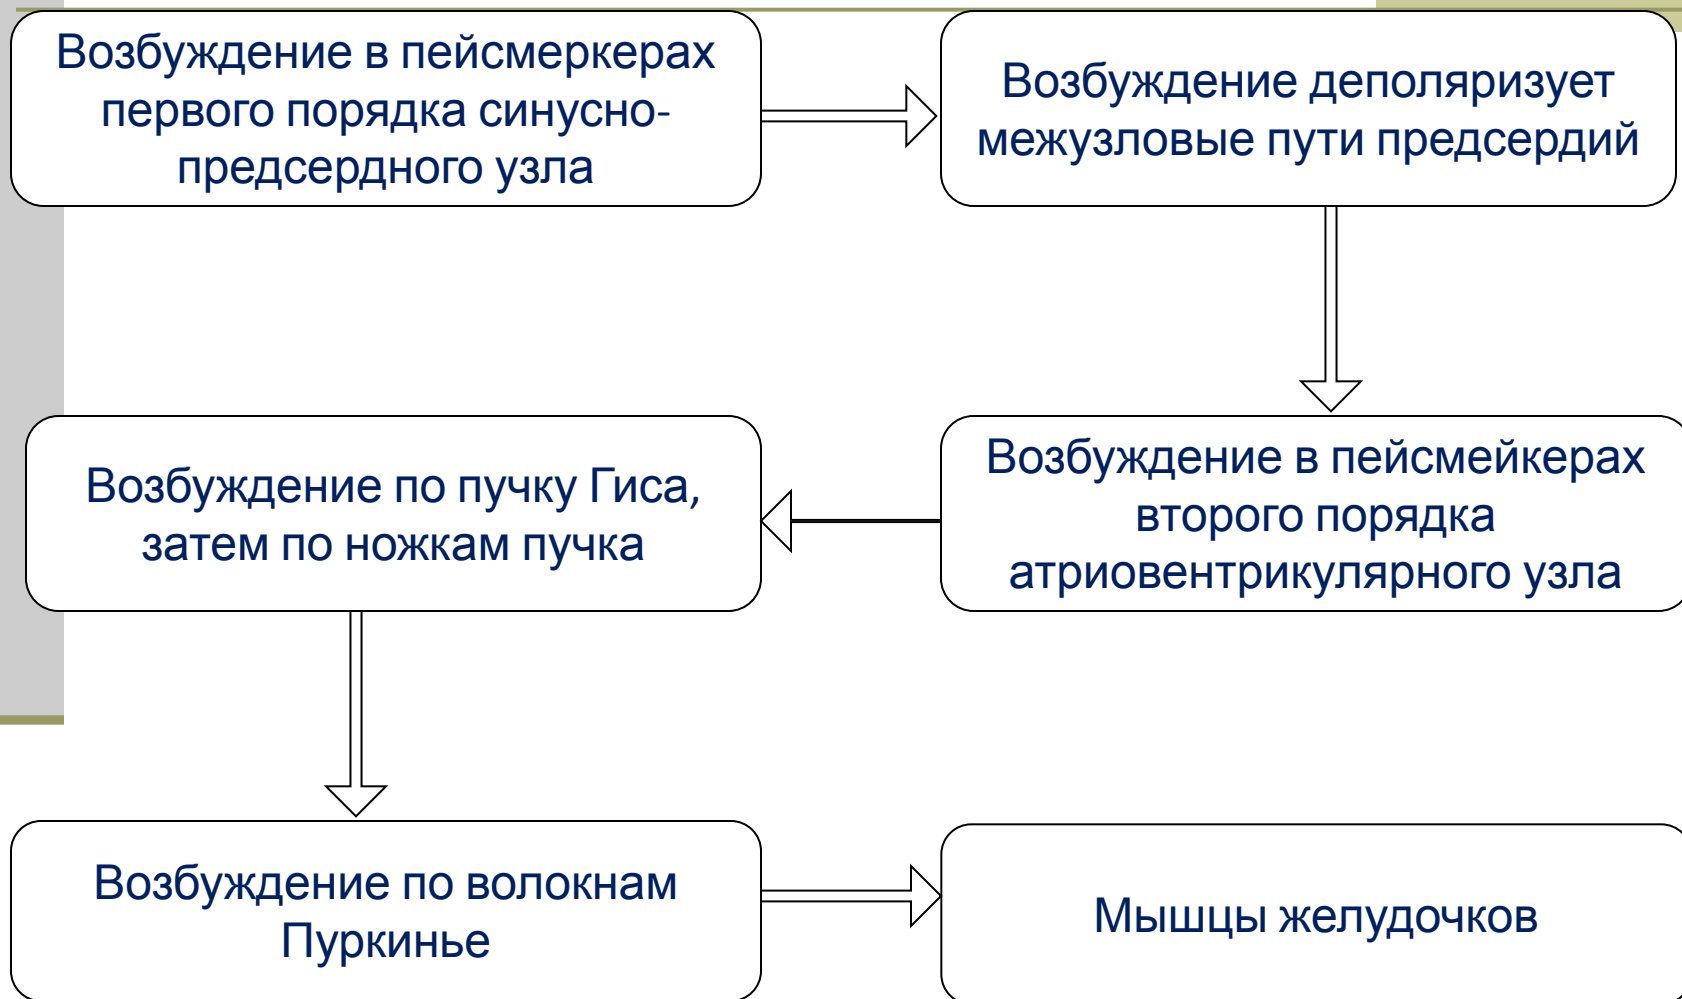 Возбуждение в пейсмеркерах
первого порядка синусно-
предсердного узла
Возбуждение деполяризует
межузловые пути предсердий
Возбуждение в пейсмейкерах
второго порядка
атриовентрикулярного узла
Возбуждение по пучку Гиса,
затем по ножкам пучка
Возбуждение по волокнам
Пуркинье
Мышцы желудочков